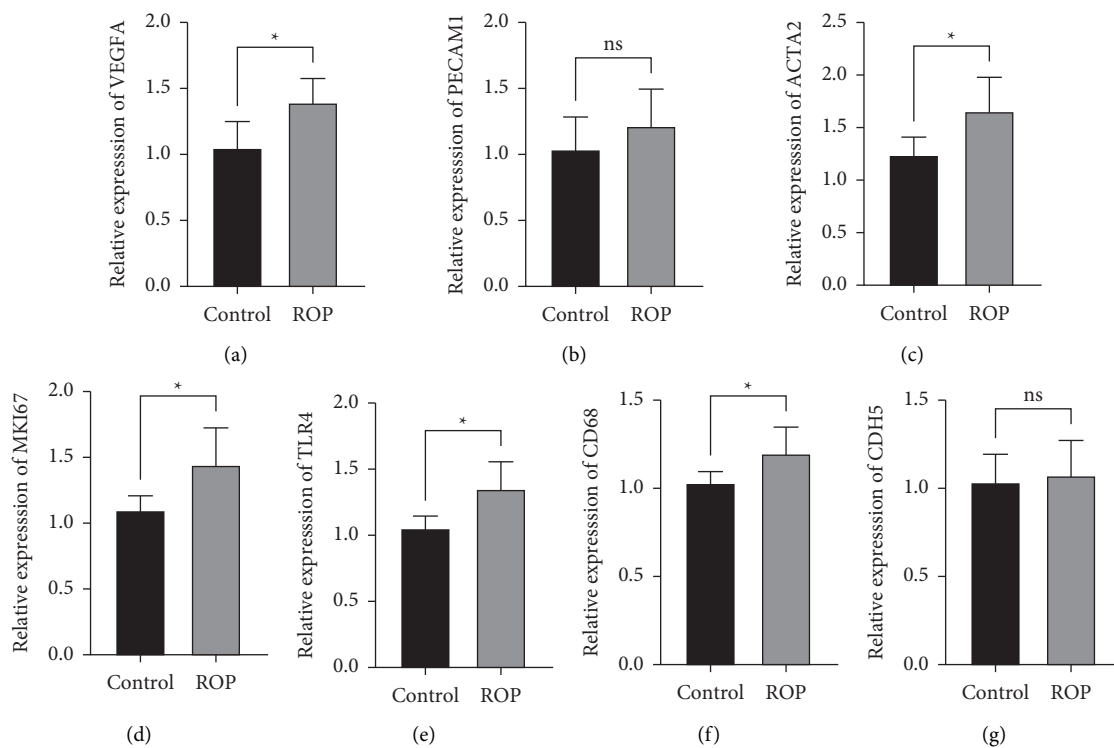 Relative expresssion of VEGFA
2.0
1.5
1.0
0.5
0.0
*
Control ROP
(a)
Relative expresssion of PECAM1
2.0
1.5
1.0
0.5
0.0
ns
Control ROP
(b)
Relative expresssion of ACTA2
2.5
2.0
1.5
1.0
0.5
0.0
*
Control ROP
(c)
Relative expresssion of MKI67
2.0
1.5
1.0
0.5
0.0
*
Control ROP
(d)
Relative expresssion of TLR4
2.0
1.5
1.0
0.5
0.0
*
Control ROP
(e)
Relative expresssion of CD68
1.5
1.0
0.5
0.0
*
Control ROP
(f)
Relative expresssion of CDH5
1.5
1.0
0.5
0.0
ns
Control ROP
(g)